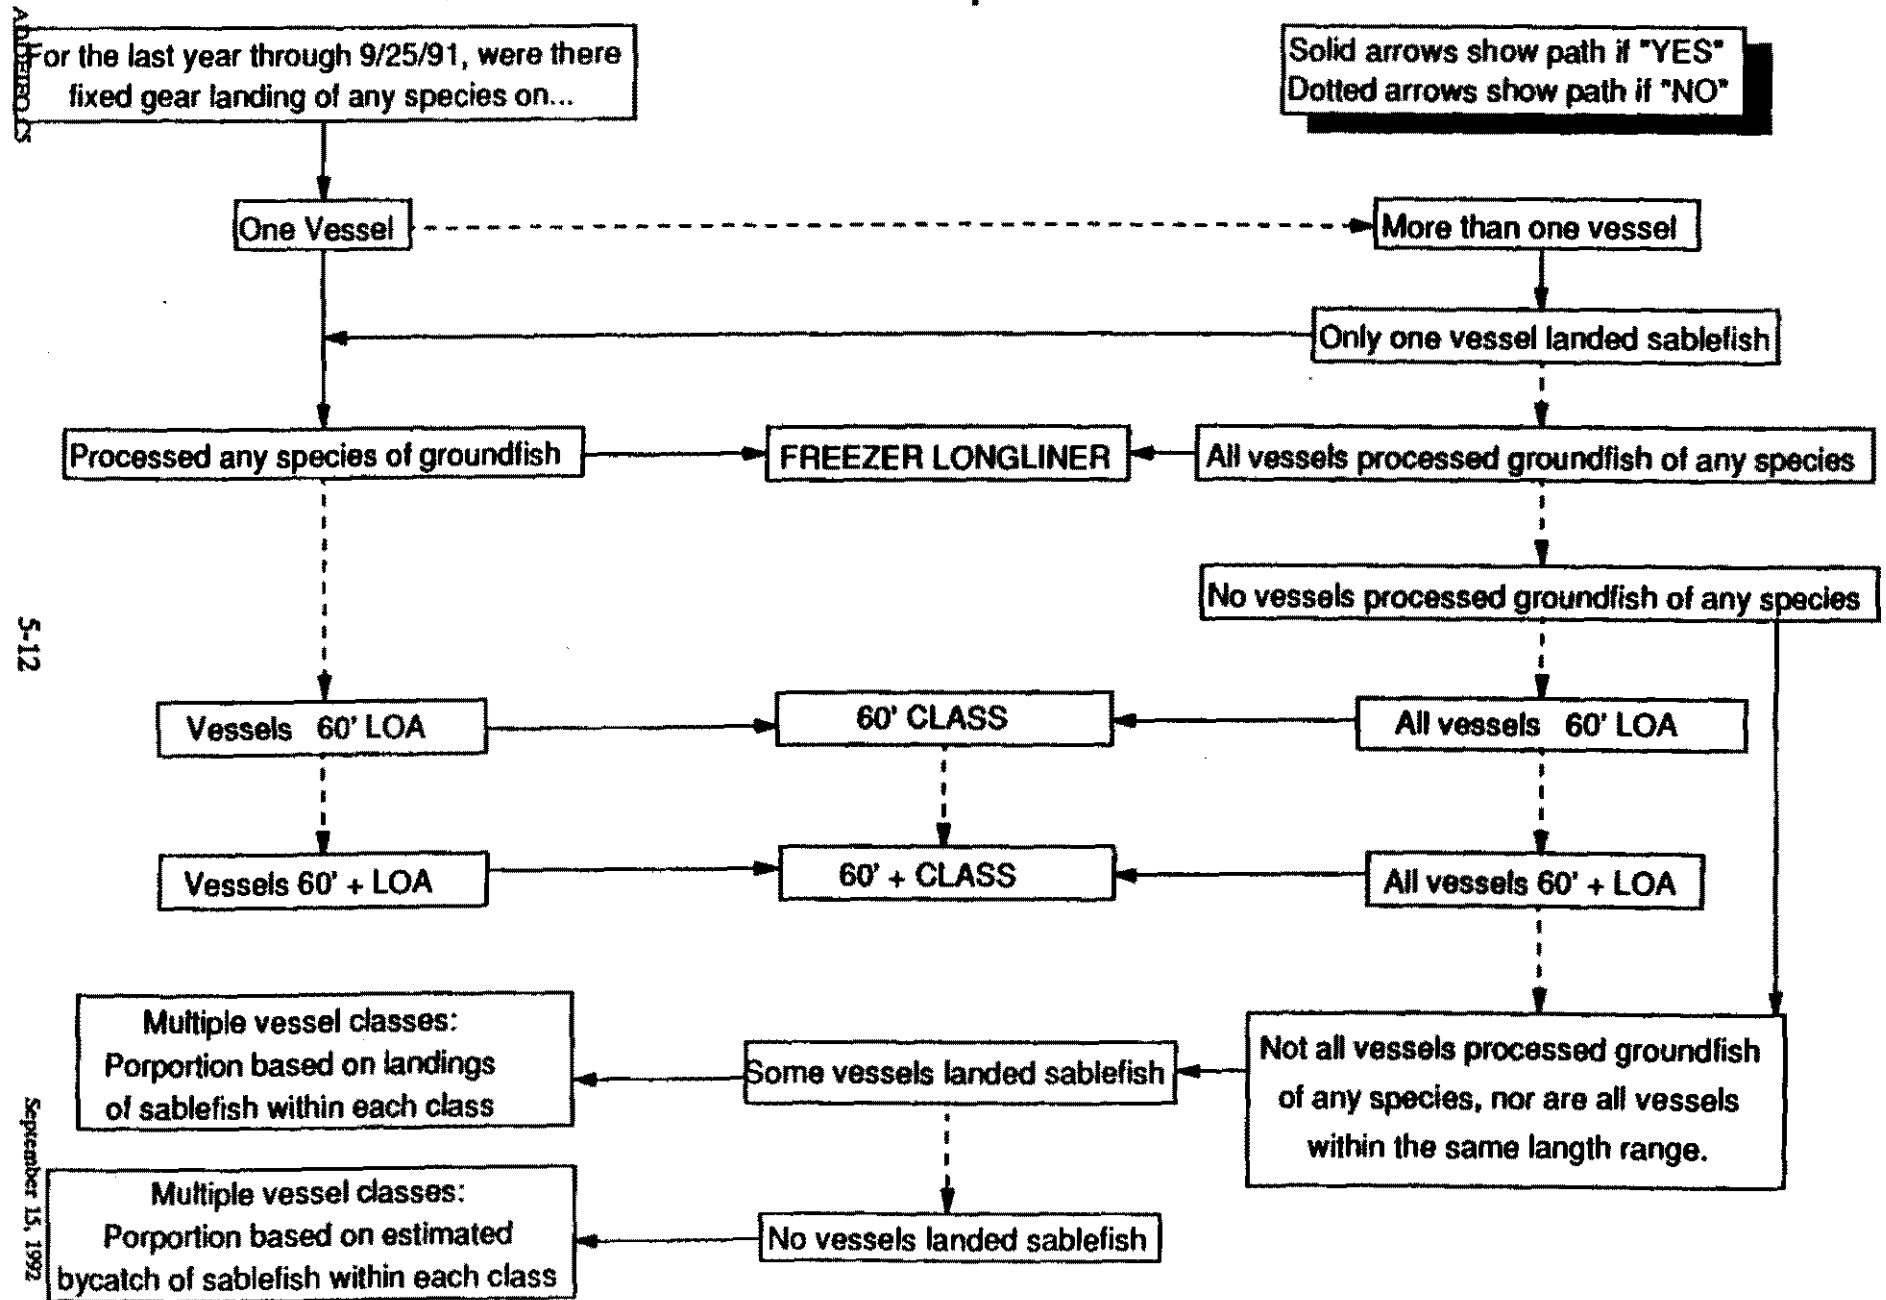 For the last year through 9/25/91, were there
fixed gear landing of any species on...
Solid arrows show path if "YES"
Dotted arrows show path if "NO"
One Vessel
More than one vessel
Only one vessel landed sablefish
Processed any species of groundfish
FREEZER LONGLINER
All vessels processed groundfish of any species
No vessels processed groundfish of any species
5-12
Vessels 60' LOA
60' CLASS
All vessels 60' LOA
Vessels 60' + LOA
60' + CLASS
All vessels 60' + LOA
Multiple vessel classes:
Porportion based on landings
of sablefish within each class
Some vessels landed sablefish
Not all vessels processed groundfish
of any species, nor are all vessels
within the same langth range.
Multiple vessel classes:
Porportion based on estimated
bycatch of sablefish within each class
No vessels landed sablefish
September 15, 1992